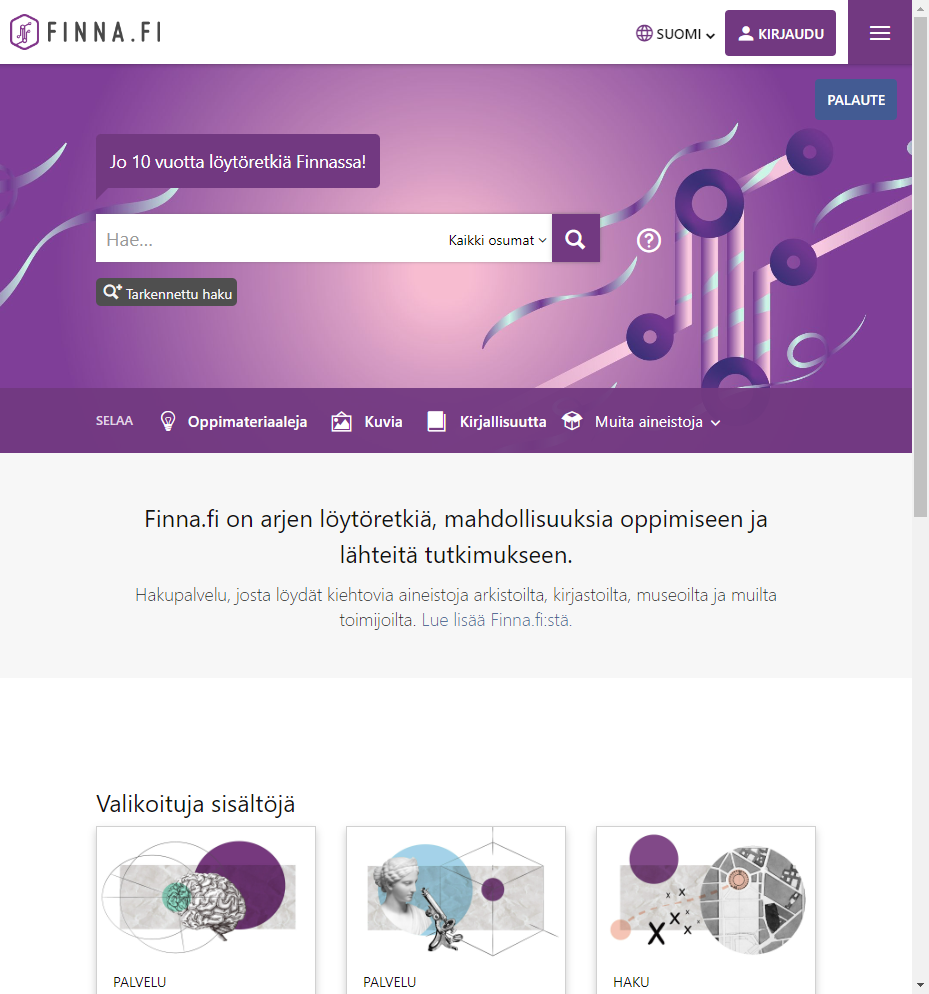 FINNA.FI
SUOMI
KIRJAUDU
PALAUTE
Jo 10 vuotta löytöretkiä Finnassa!
Hae...
Kaikki osumat
Tarkennettu haku
SELAA
Oppimateriaaleja
Kuvia
Kirjallisuutta
Muita aineistoja
Finna.fi on arjen löytöretkiä, mahdollisuuksia oppimiseen ja
lähteitä tutkimukseen.
Hakupalvelu, josta löydät kiehtovia aineistoja arkistoilta, kirjastoilta, museoilta ja muilta
toimijoilta. Lue lisää Finna.fi:stä.
Valikoituja sisältöjä
PALVELU
PALVELU
HAKU